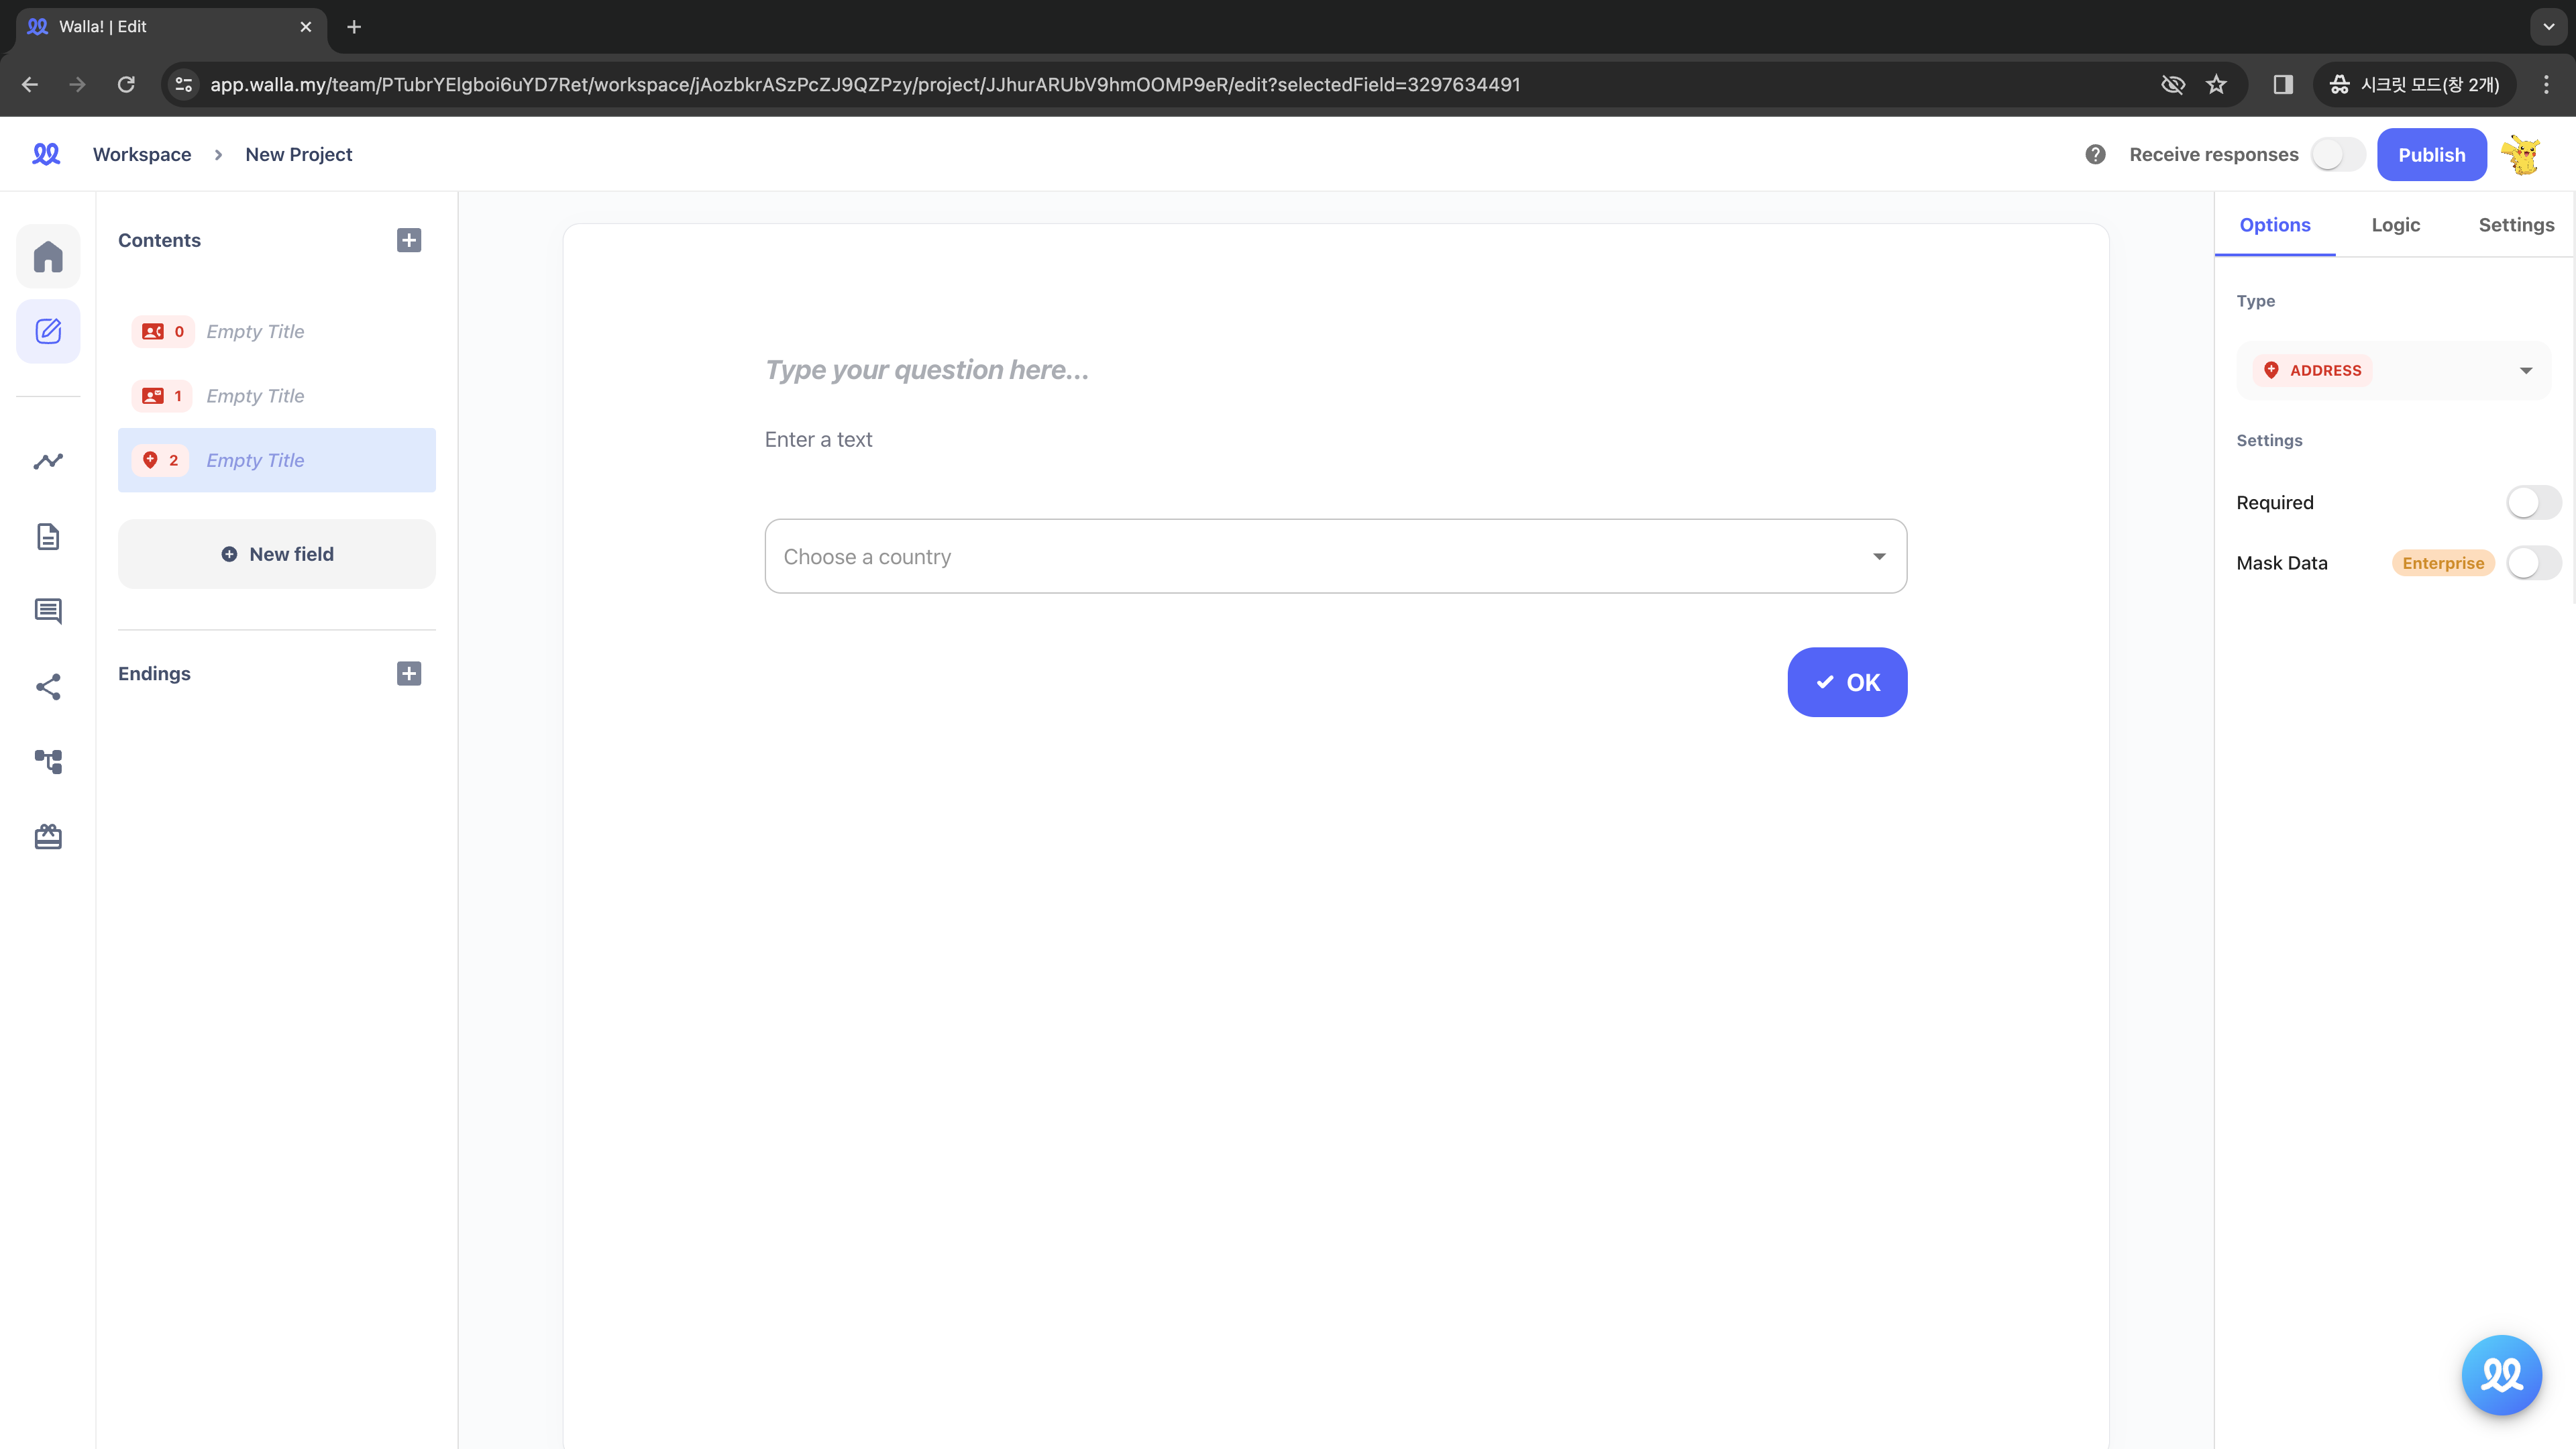 Walla! | Edit
app.walla.my/team/PTubrYElgboi6uYD7Ret/workspace/jAozbkrASzPcZJ9QZPzy/project/JJhurARUbV9hmOOMP9eR/edit?selectedField=3297634491
시크릿 모드(창 2개)
Workspace
New Project
Receive responses
Publish
Contents
0 Empty Title
1 Empty Title
2 Empty Title
New field
Endings
Type your question here...
Enter a text
Choose a country
OK
Options
Logic
Settings
Type
ADDRESS
Settings
Required
Mask Data
Enterprise